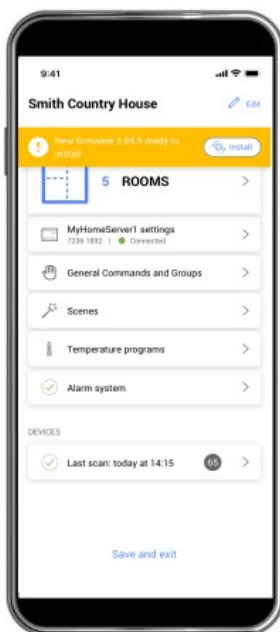 9:41
Smith Country House
Edit
New firmware 2.04.5 ready to
install
Install
5 ROOMS
MyHomeServer1 settings
7236 1892 | Connected
General Commands and Groups
Scenes
Temperature programs
Alarm system
DEVICES
Last scan: today at 14:15
65
Save and exit